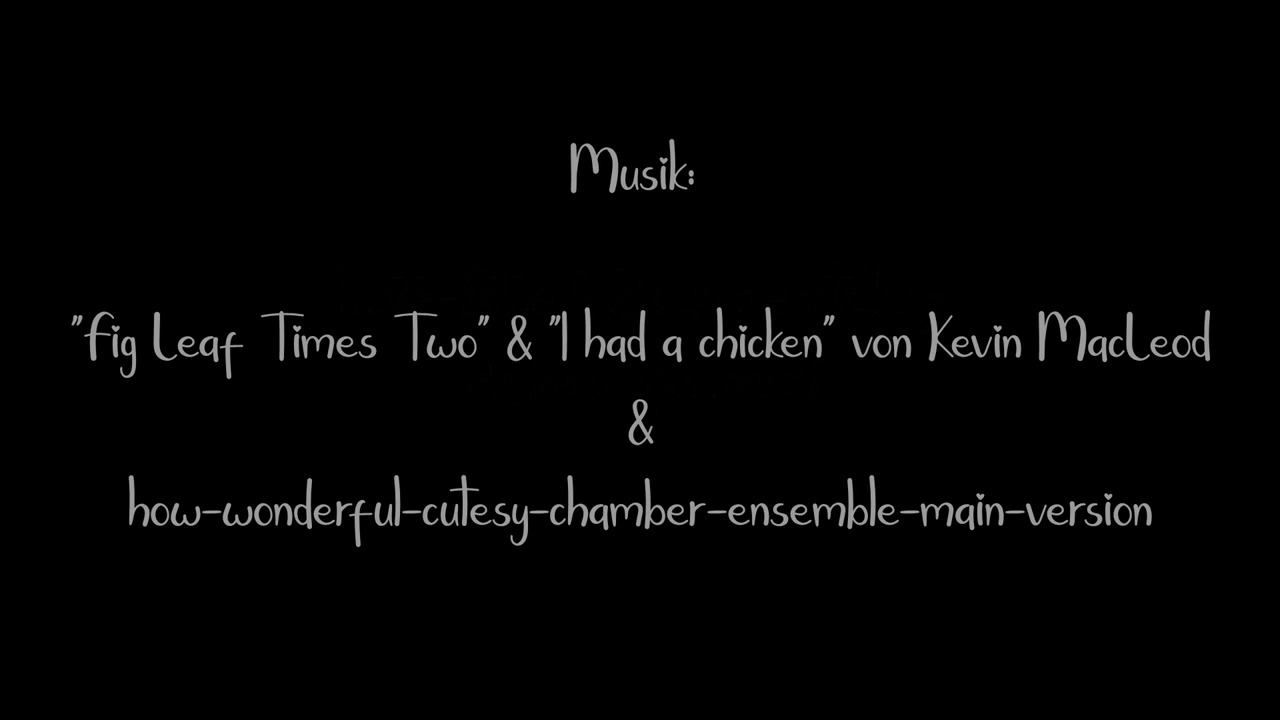 Musik:
"Fig Leaf Times Two" & "I had a chicken" von Kevin MacLeod
&
how-wonderful-cutesy-chamber-ensemble-main-version